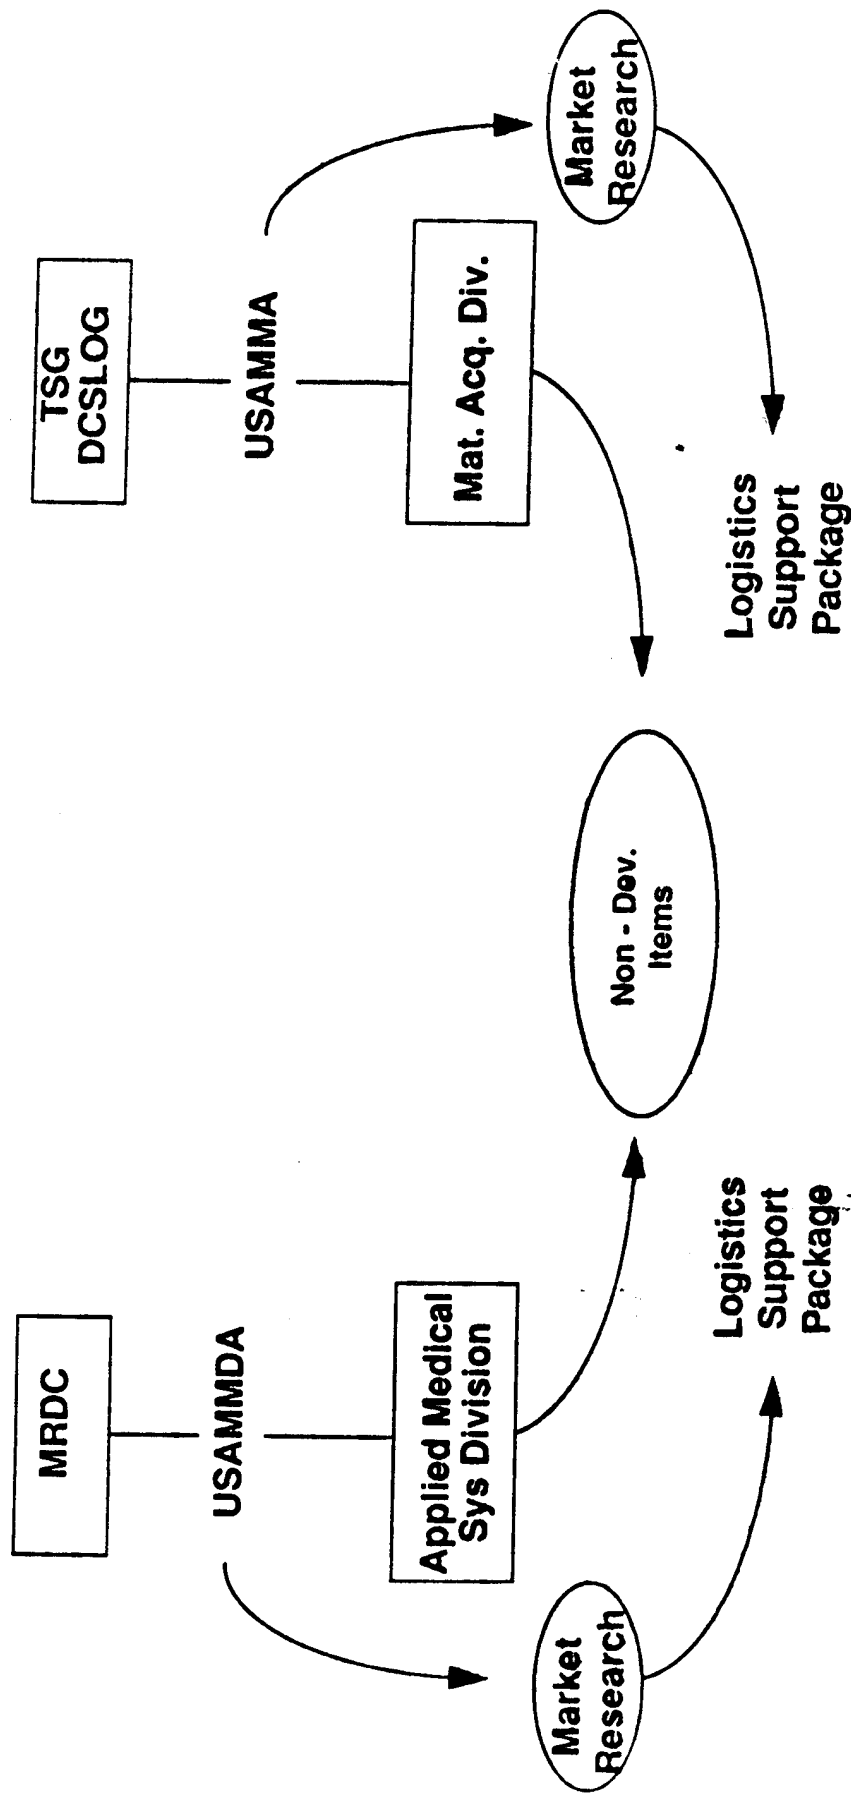 MRDC
USAMMDA
Applied Medical
Sys Division
Market
Research
Logistics
Support
Package
Non - Dev.
Items
TSG
DCSLOG
USAMMA
Mat. Acq. Div.
Market
Research
Logistics
Support
Package